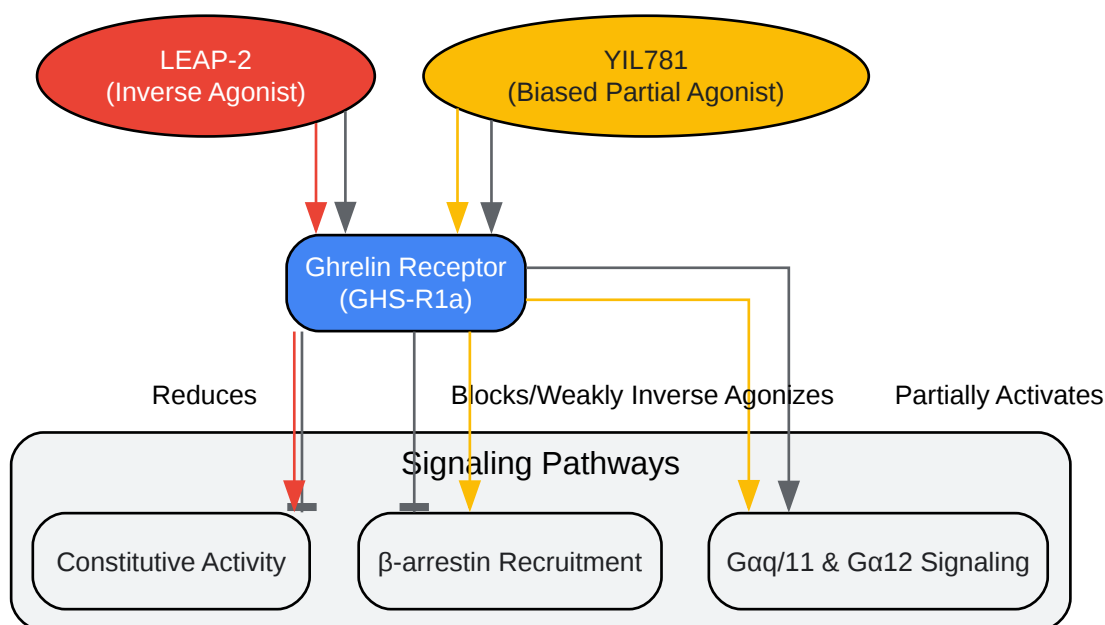 LEAP-2
(Inverse Agonist)
YIL781
(Biased Partial Agonist)
Ghrelin Receptor
(GHS-R1a)
Reduces
Blocks/Weakly Inverse Agonizes
Partially Activates
Signaling Pathways
Constitutive Activity
β-arrestin Recruitment
Gαq/11 & Gα12 Signaling